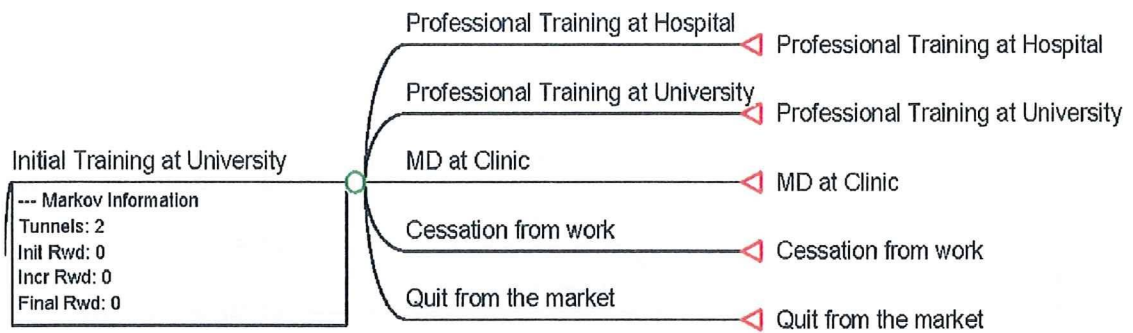 Professional Training at Hospital
Professional Training at Hospital
Professional Training at University
Professional Training at University
Initial Training at University
MD at Clinic
MD at Clinic
--- Markov Information
Tunnels: 2
Init Rwd: 0
Incr Rwd: 0
Final Rwd: 0
Cessation from work
Cessation from work
Quit from the market
Quit from the market